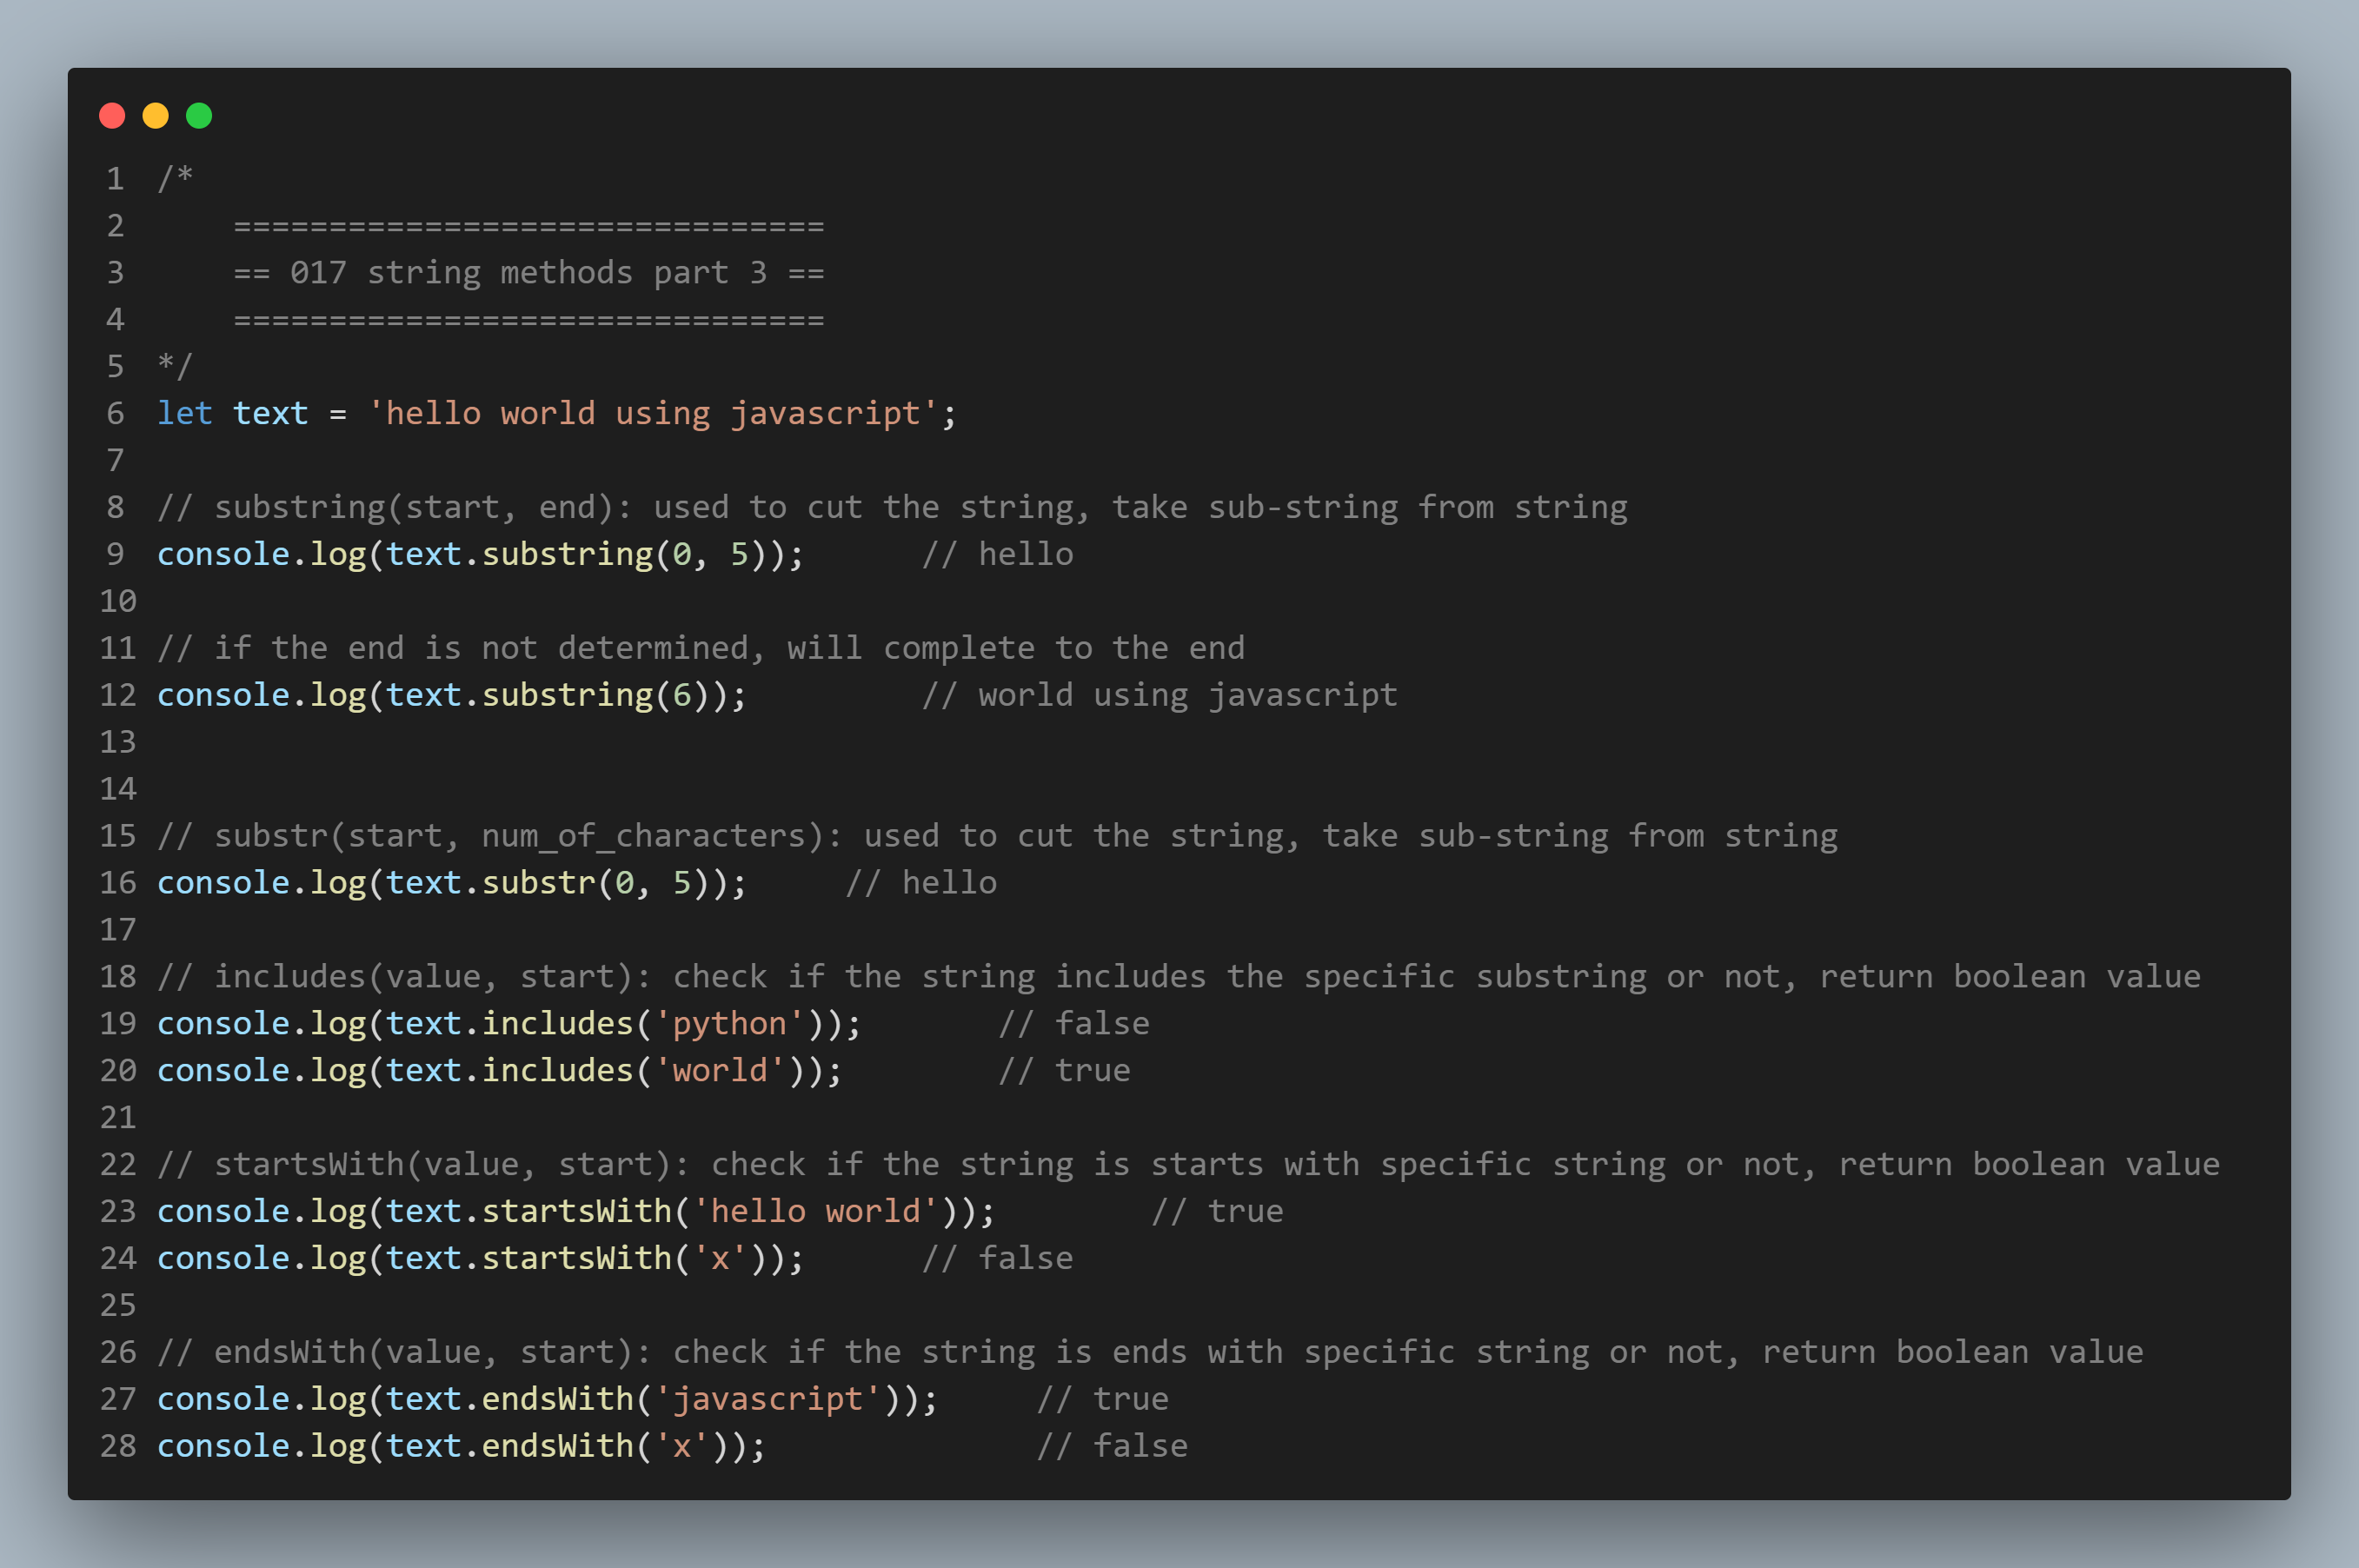 1 /*
2     ===============================
3     == 017 string methods part 3 ==
4     ===============================
5 */
6 let text = 'hello world using javascript';
7
8 // substring(start, end): used to cut the string, take sub-string from string
9 console.log(text.substring(0, 5));      // hello
10
11 // if the end is not determined, will complete to the end
12 console.log(text.substring(6));         // world using javascript
13
14
15 // substr(start, num_of_characters): used to cut the string, take sub-string from string
16 console.log(text.substr(0, 5));     // hello
17
18 // includes(value, start): check if the string includes the specific substring or not, return boolean value
19 console.log(text.includes('python'));       // false
20 console.log(text.includes('world'));        // true
21
22 // startsWith(value, start): check if the string is starts with specific string or not, return boolean value
23 console.log(text.startsWith('hello world'));        // true
24 console.log(text.startsWith('x'));      // false
25
26 // endsWith(value, start): check if the string is ends with specific string or not, return boolean value
27 console.log(text.endsWith('javascript'));     // true
28 console.log(text.endsWith('x'));              // false